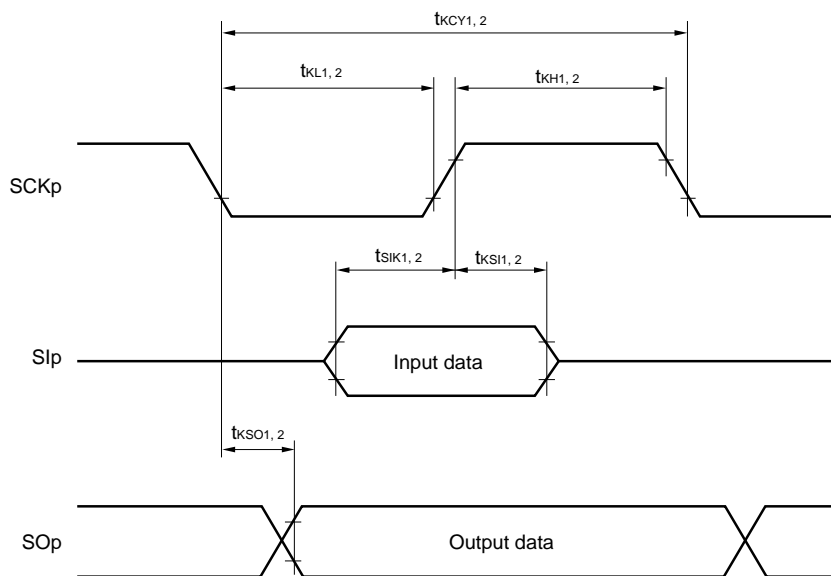 tKCY1, 2
tKL1, 2 tKH1, 2
SCKp
tSIK1, 2 tKSI1, 2
SIp
Input data
tKSO1, 2
SOp
Output data